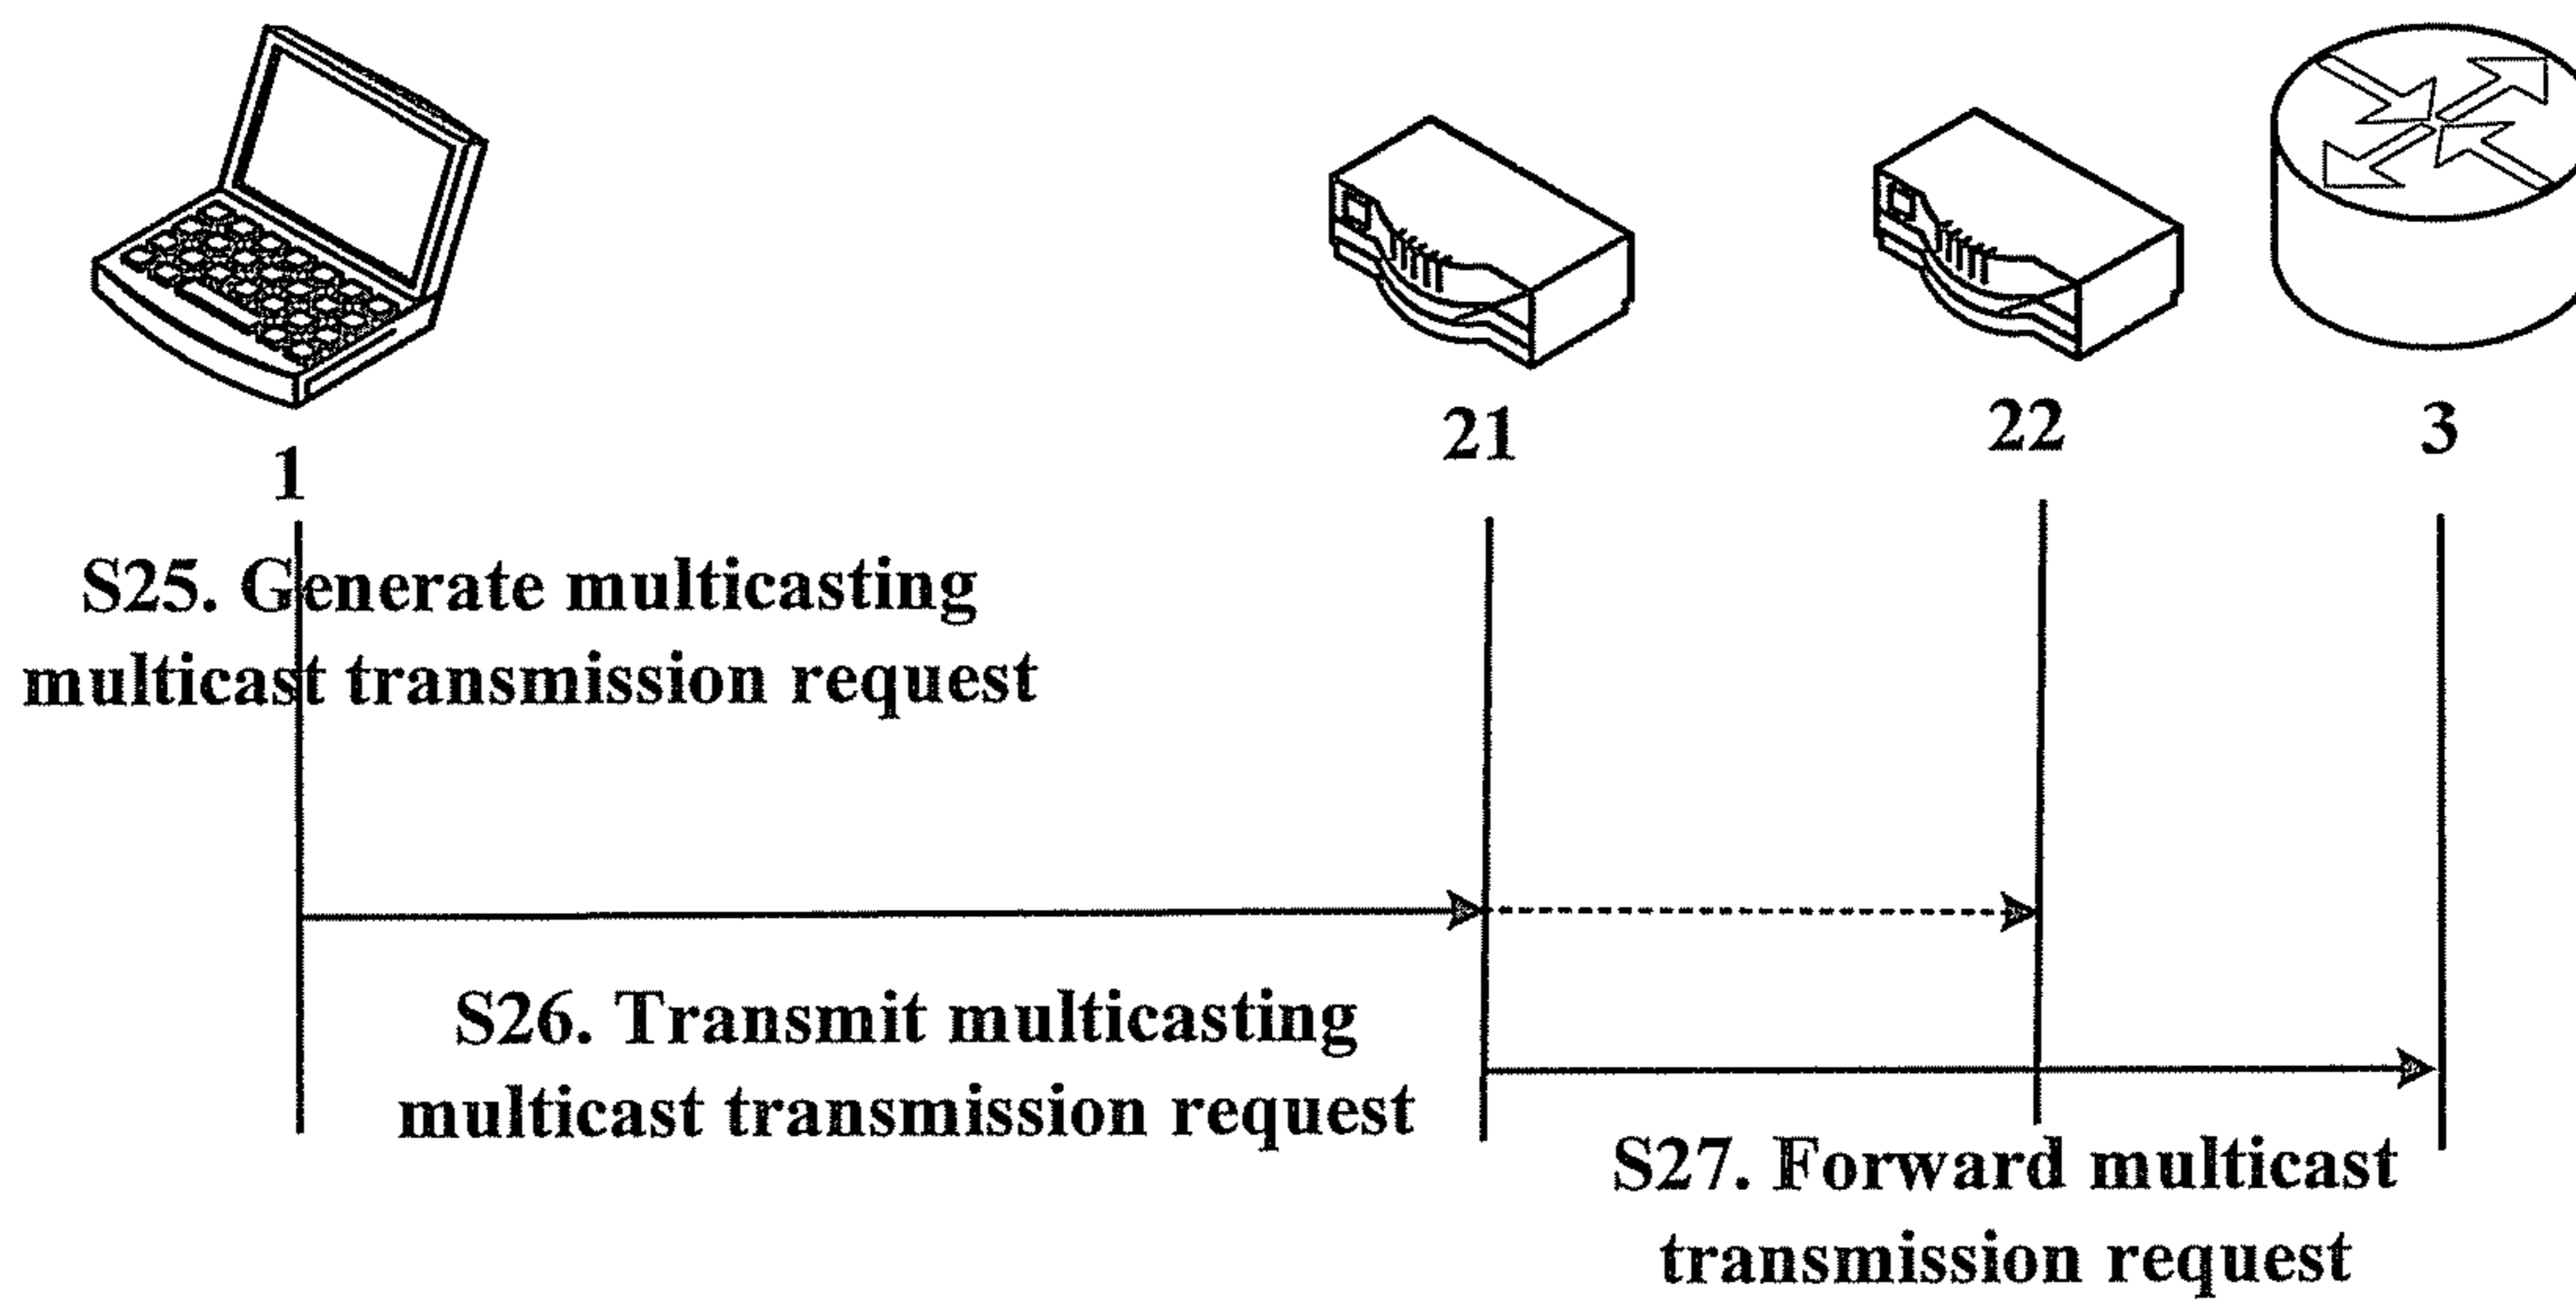 1
21
22
3
S25. Generate multicasting
multicast transmission request
S26. Transmit multicasting
multicast transmission request
S27. Forward multicast
transmission request